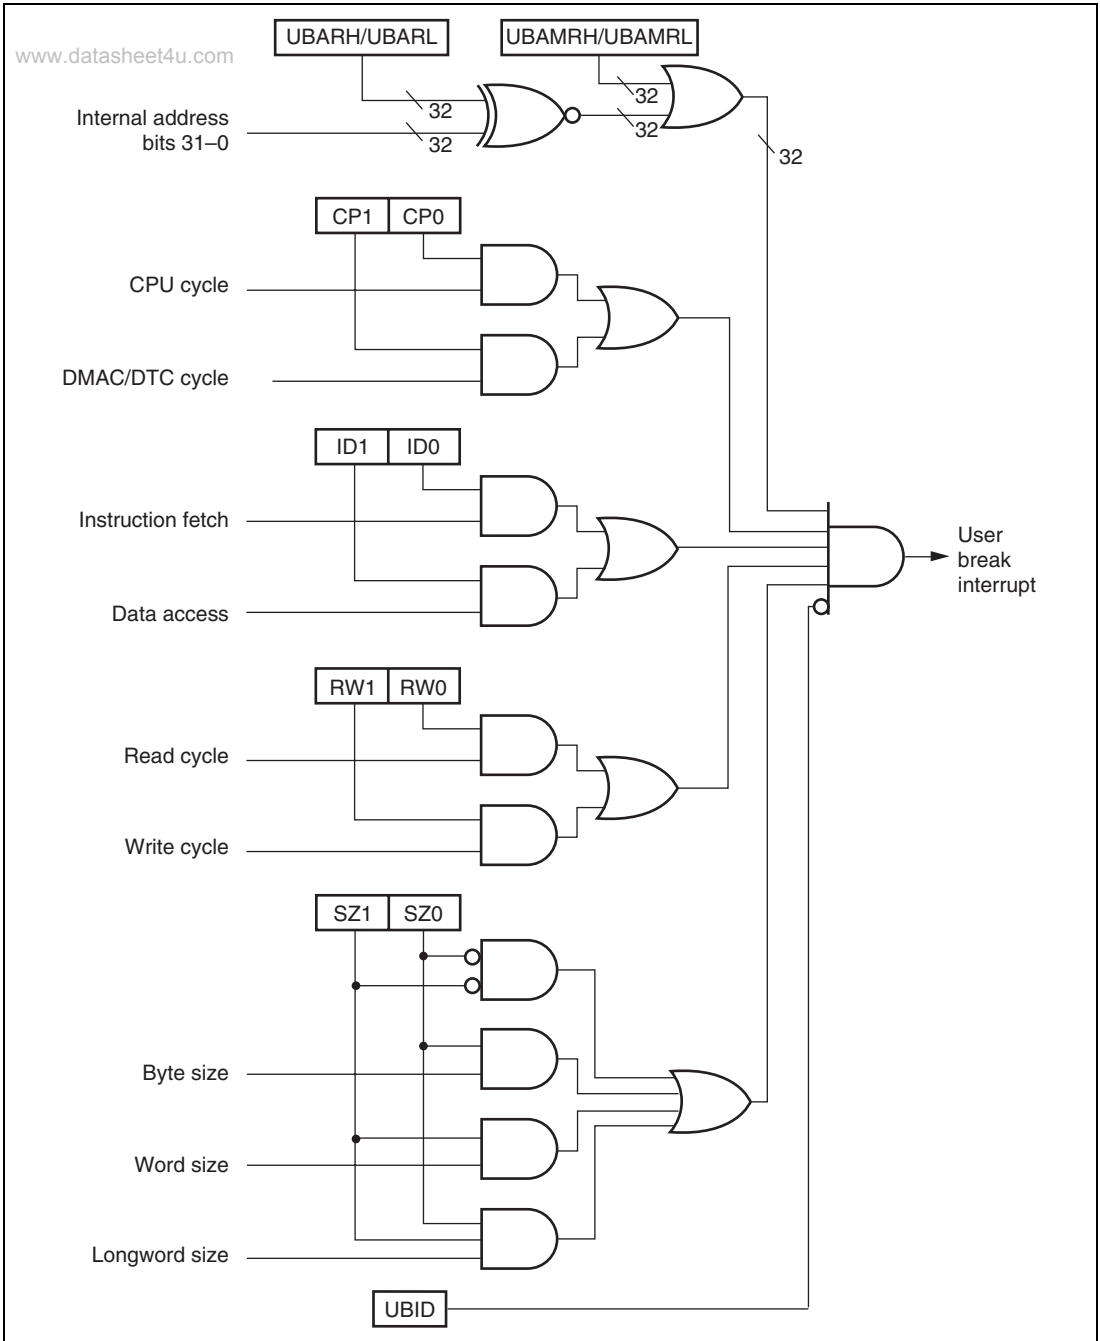 UBARH/UBARL
UBAMRH/UBAMRL
www.datasheet4u.com
32
32
Internal address
bits 31–0
32
32
32
CP1 CP0
CPU cycle
DMAC/DTC cycle
ID1 ID0
Instruction fetch
Data access
User
break
interrupt
RW1 RW0
Read cycle
Write cycle
SZ1 SZ0
Byte size
Word size
Longword size
UBID